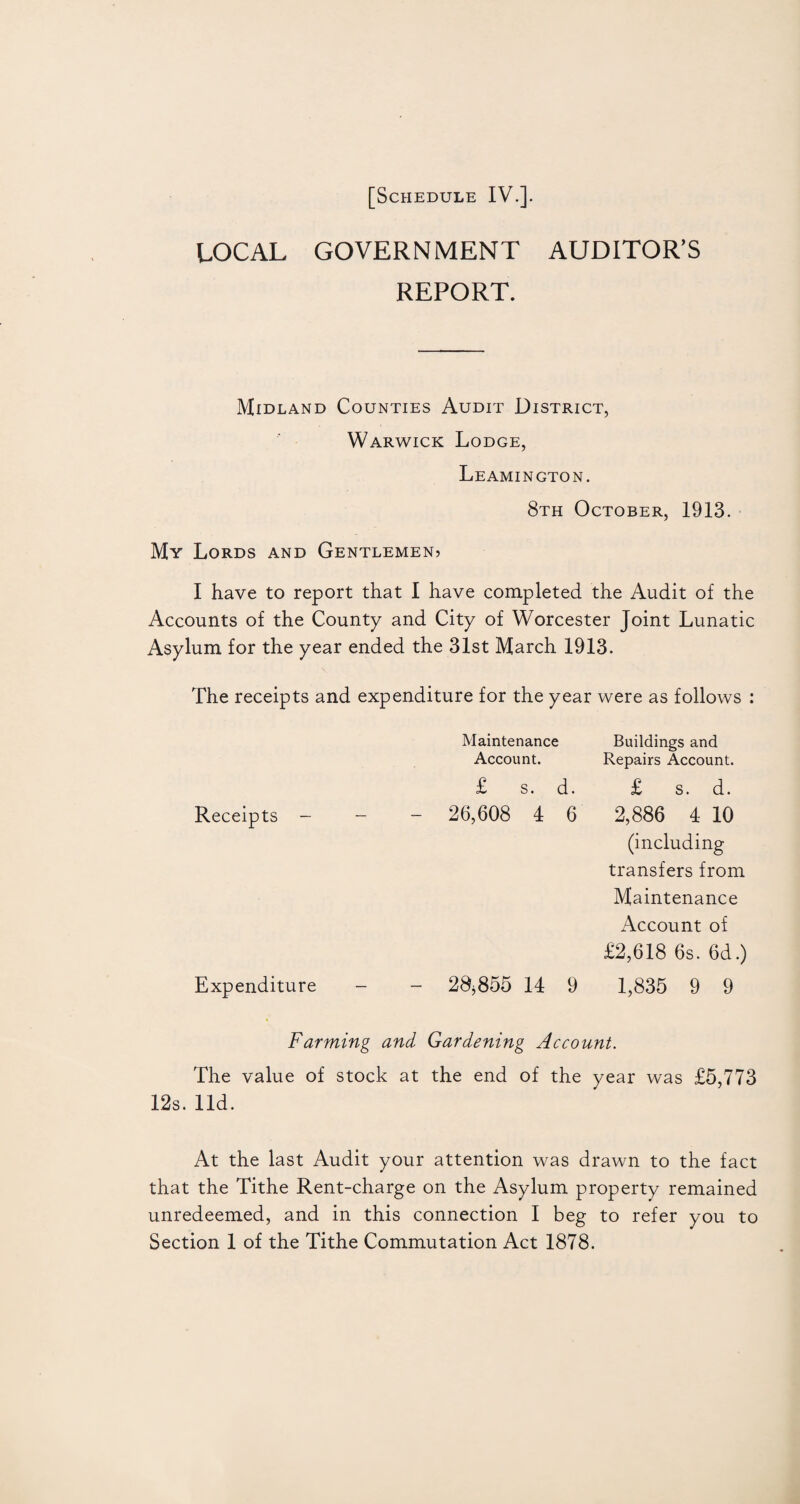 [Schedule IV.].
LOCAL GOVERNMENT AUDITOR'S
REPORT.
Midland Counties Audit District,
Warwick Lodge,
Leamington.
8th October, 1913.
My Lords and Gentlemen,
I have to report that I have completed the Audit of the
Accounts of the County and City of Worcester Joint Lunatic
Asylum for the year ended the 31st March 1913.
The receipts and expenditure for the year were as follows :
Maintenance Buildings and
Account. Repairs Account.
£ s. d. £ s. d.
Receipts – – – 26,608 4 6 2,886 4 10
(including
transfers from
Maintenance
Account of
£2,618 6s. 6d.)
Expenditure – – 28,855 14 9 1,835 9 9
Farming and Gardening Account.
The value of stock at the end of the year was £5,773
12s. 11d.
At the last Audit your attention was drawn to the fact
that the Tithe Rent-charge on the Asylum property remained
unredeemed, and in this connection I beg to refer you to
Section 1 of the Tithe Commutation Act 1878.